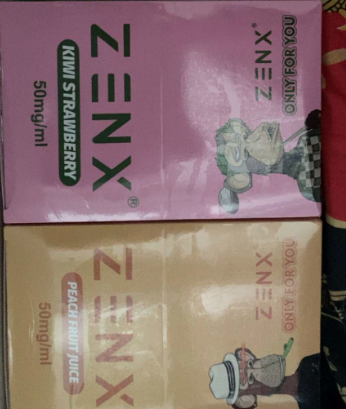 ZENX®
KIWI STRAWBERRY
50mg/ml
ZENX®
ONLY FOR YOU
ZENX
PEACH FRUIT JUICE
50mg/ml
ZENX
ONLY FOR YOU